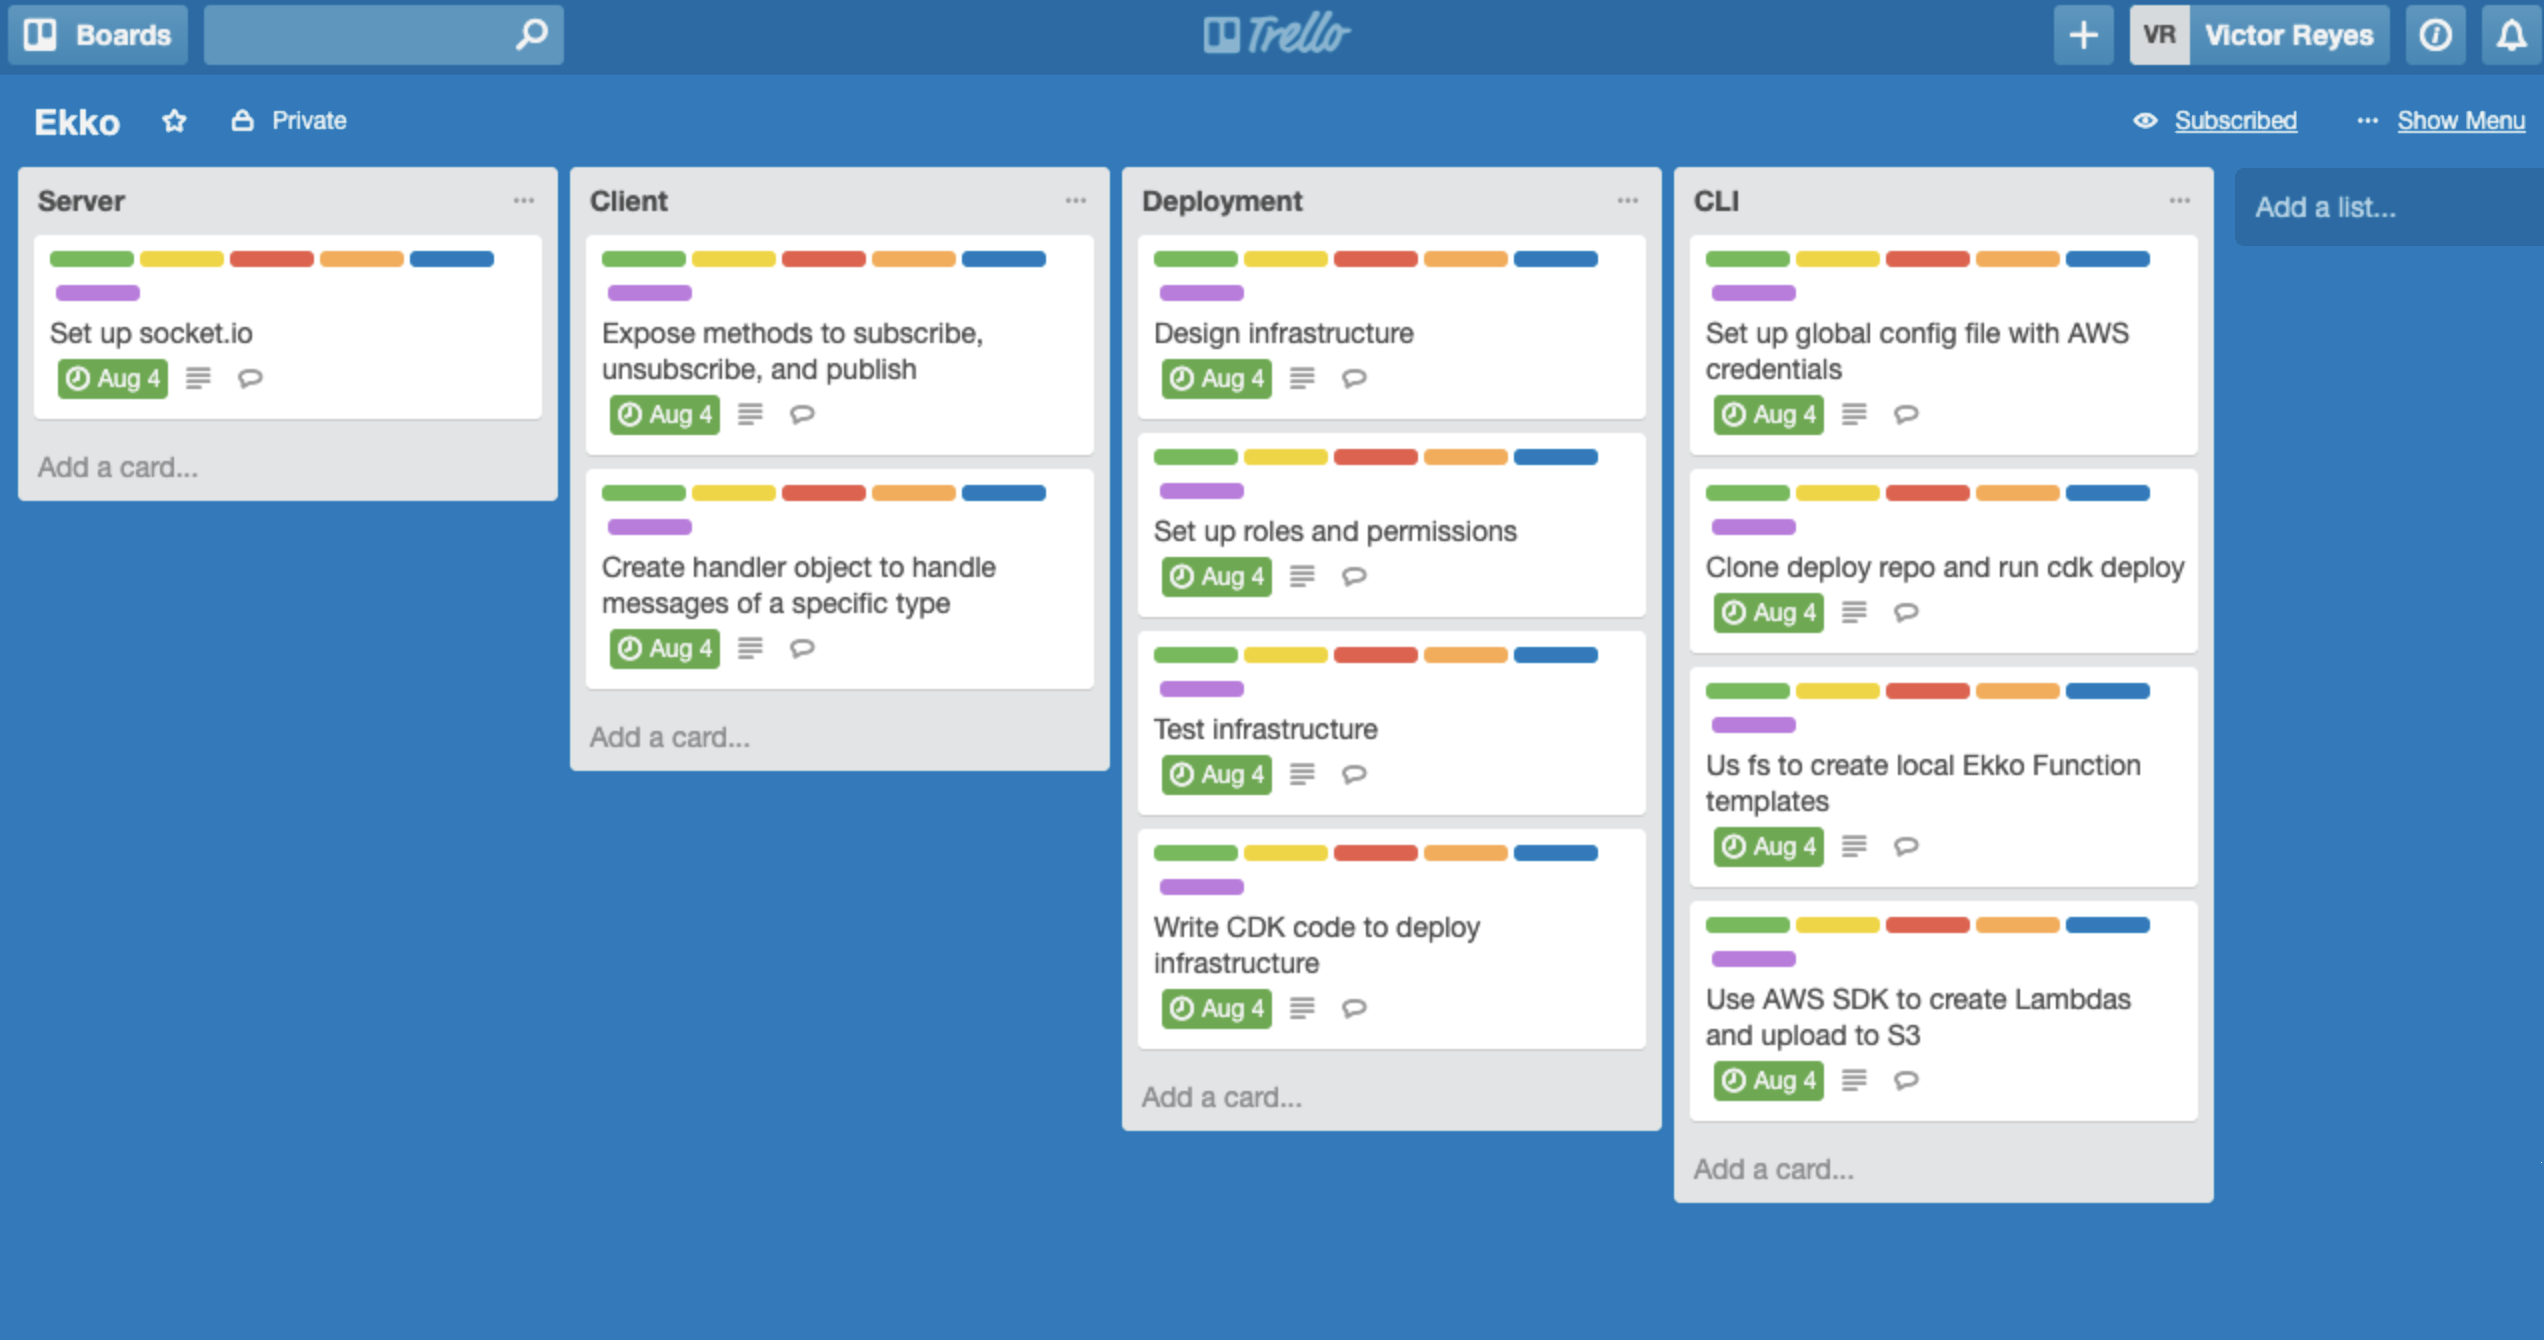 Boards
Trello
VR Victor Reyes
Ekko
Private
Subscribed
... Show Menu
Server ...
Set up socket.io
Aug 4
Add a card...
Client ...
Expose methods to subscribe,
unsubscribe, and publish
Aug 4
Create handler object to handle
messages of a specific type
Aug 4
Add a card...
Deployment ...
Design infrastructure
Aug 4
Set up roles and permissions
Aug 4
Test infrastructure
Aug 4
Write CDK code to deploy
infrastructure
Aug 4
Add a card...
CLI ...
Set up global config file with AWS
credentials
Aug 4
Clone deploy repo and run cdk deploy
Aug 4
Us fs to create local Ekko Function
templates
Aug 4
Use AWS SDK to create Lambdas
and upload to S3
Aug 4
Add a card...
Add a list...